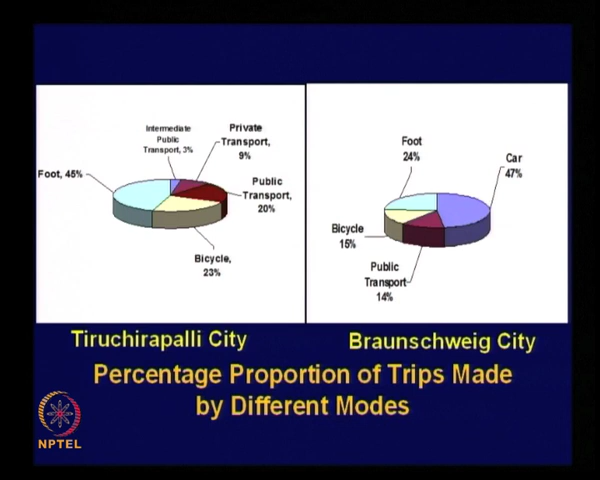 Intermediate
Public
Transport, 3%
Private
Transport,
9%
Foot, 45%
Public
Transport,
20%
Bicycle,
23%
Foot
24%
Car
47%
Bicycle
15%
Public
Transport
14%
Tiruchirapalli City
Braunschweig City
Percentage Proportion of Trips Made
by Different Modes
NPTEL